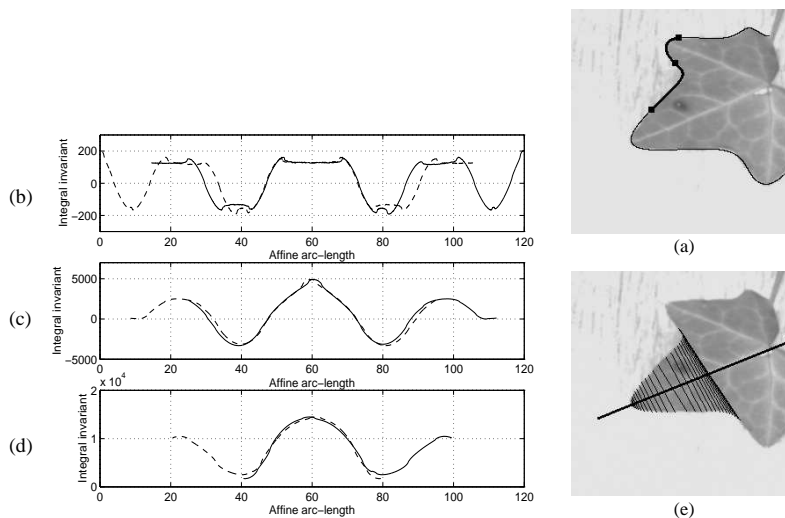 (a)
(b)
Integral invariant
200
0
−200
0 20 40 60 80 100 120
Affine arc−length
(c)
Integral invariant
5000
0
−5000
0 20 40 60 80 100 120
Affine arc−length
(d)
Integral invariant
x 10^4
2
1
0
0 20 40 60 80 100 120
Affine arc−length
(e)